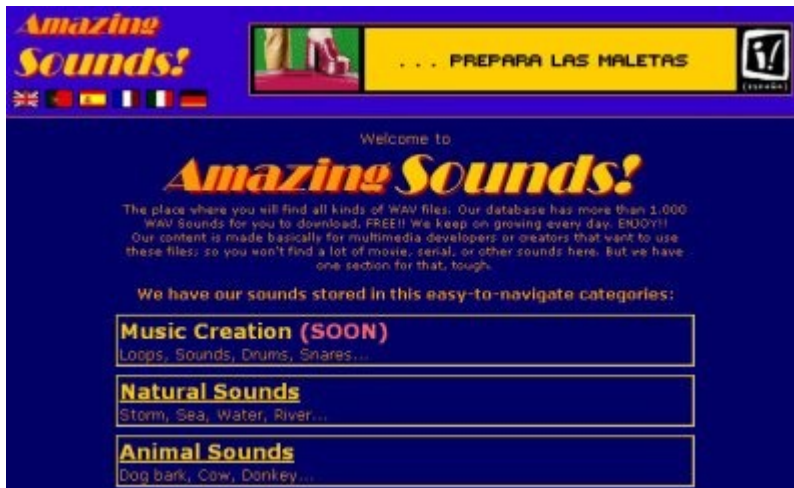 Amazing
Sounds!
... PREPARA LAS MALETAS
i!
(ESPAÑA)
Welcome to
Amazing Sounds!
The place where you will find all kinds of WAV files. Our database has more than 1.000
WAV Sounds for you to download, FREE!! We keep on growing every day. ENJOY!!
Our content is made basically for multimedia developers or creators that want to use
these files; so you won't find a lot of movie, serial, or other sounds here. But we have
one section for that, tough.
We have our sounds stored in this easy-to-navigate categories:
Music Creation (SOON)
Loops, Sounds, Drums, Snares...
Natural Sounds
Storm, Sea, Water, River...
Animal Sounds
Dog bark, Cow, Donkey...